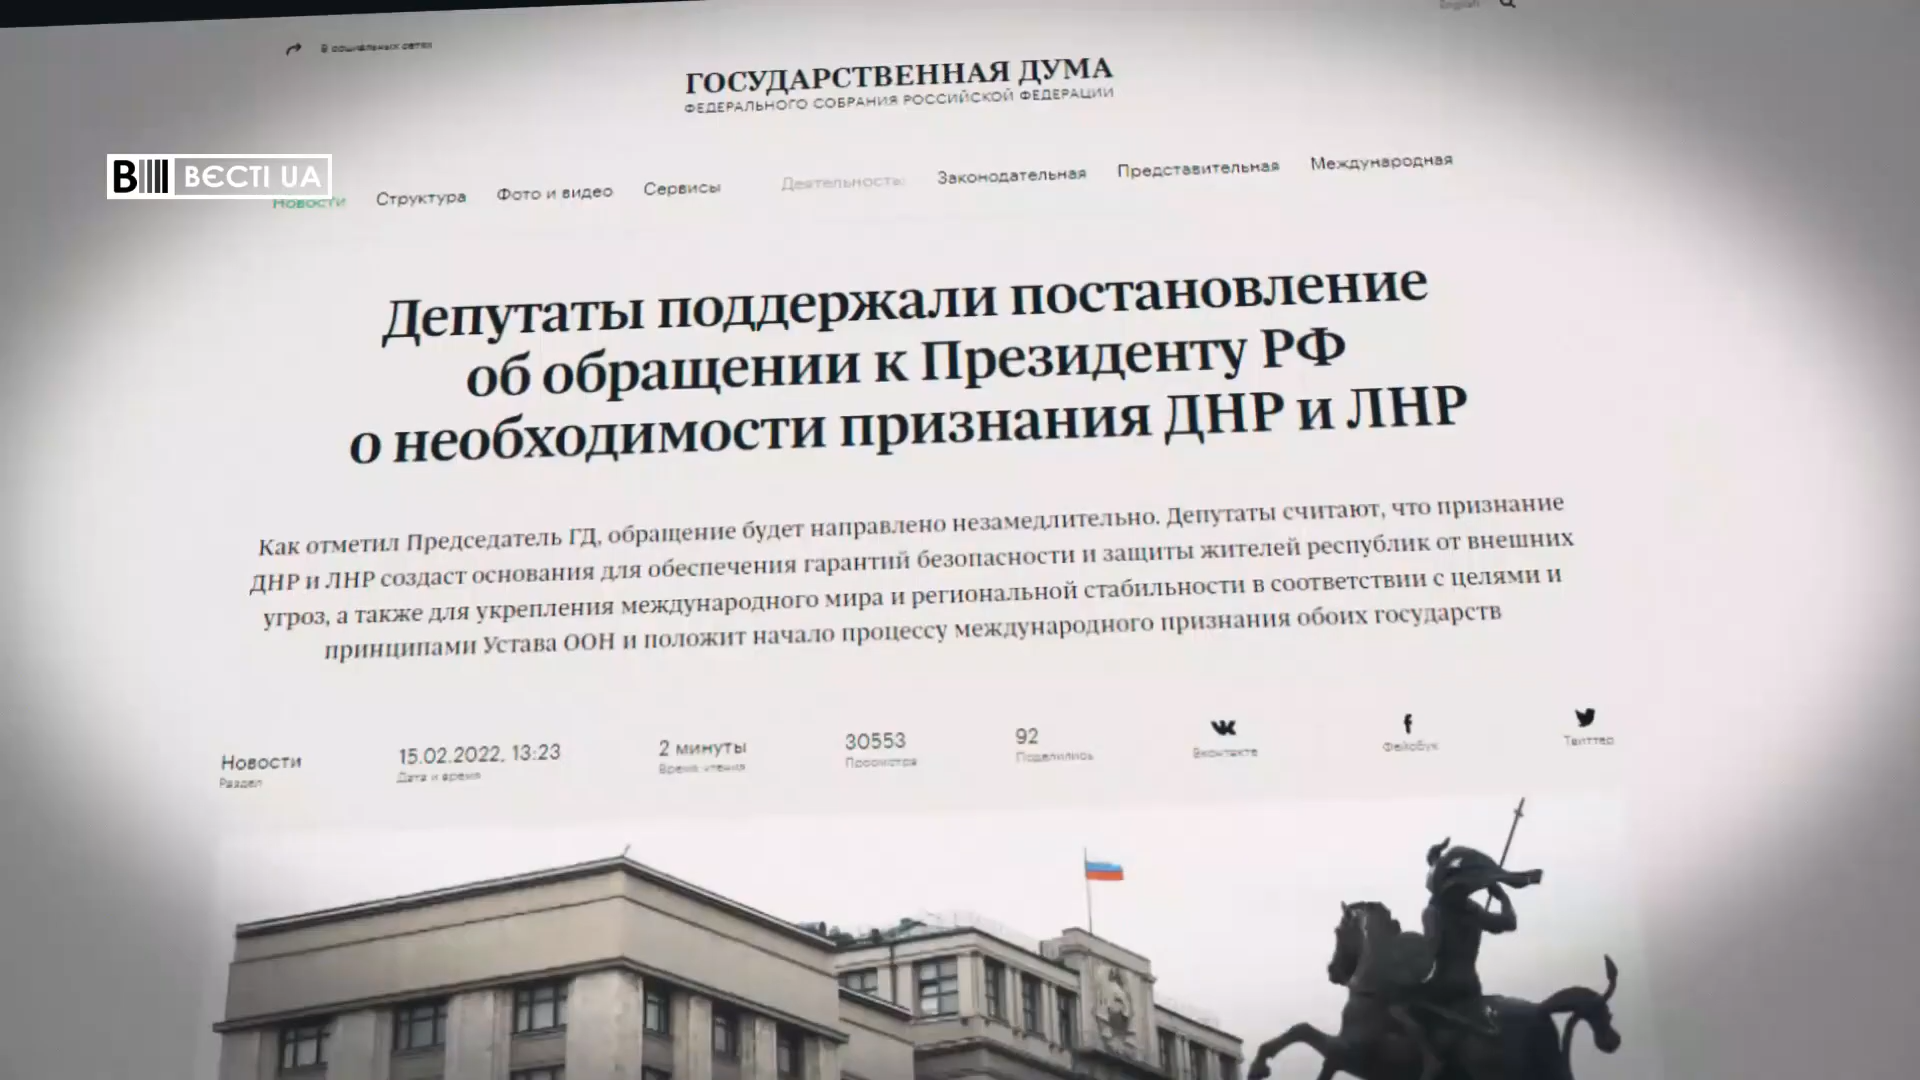 English
В социальных сетях
ГОСУДАРСТВЕННАЯ ДУМА
ФЕДЕРАЛЬНОГО СОБРАНИЯ РОССИЙСКОЙ ФЕДЕРАЦИИ
В ВЄСТІ UA
Новости Структура Фото и видео Сервисы Деятельность: Законодательная Представительная Международная
Депутаты поддержали постановление
об обращении к Президенту РФ
о необходимости признания ДНР и ЛНР
Как отметил Председатель ГД, обращение будет направлено незамедлительно. Депутаты считают, что признание
ДНР и ЛНР создаст основания для обеспечения гарантий безопасности и защиты жителей республик от внешних
угроз, а также для укрепления международного мира и региональной стабильности в соответствии с целями и
принципами Устава ООН и положит начало процессу международного признания обоих государств
Новости 15.02.2022, 13:23 2 минуты 30553 92
Раздел Дата и время Время чтения Просмотра Поделились Вконтакте Фейсбук Твиттер